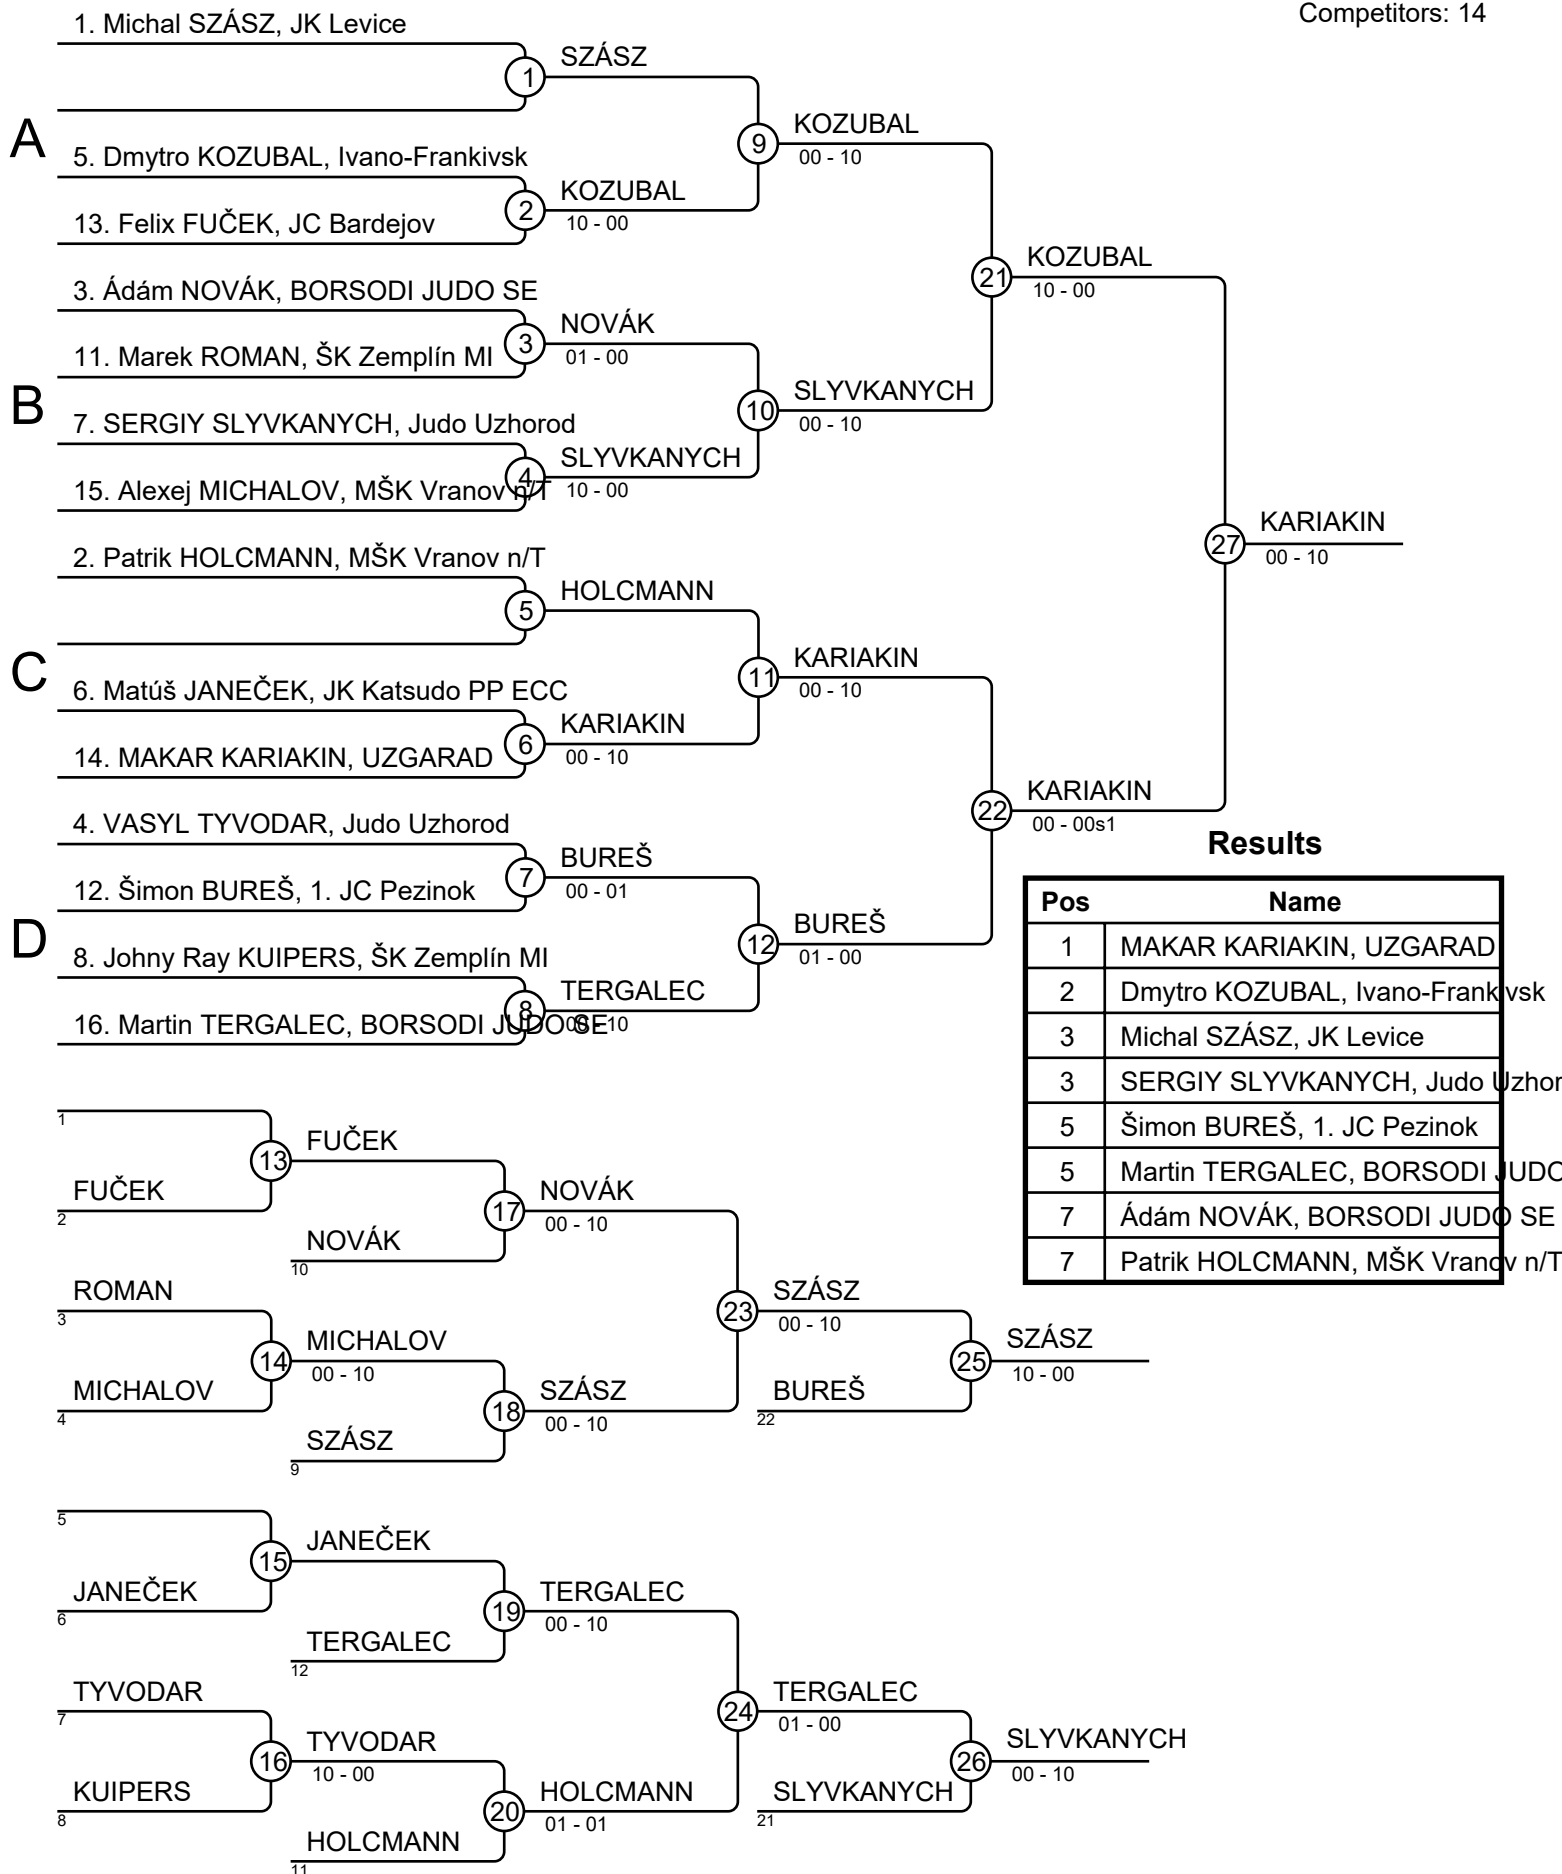 Competitors: 14
1. Michal SZÁSZ, JK Levice
1
SZÁSZ
A
5. Dmytro KOZUBAL, Ivano-Frankivsk
13. Felix FUČEK, JC Bardejov
2
KOZUBAL
10 - 00
9
KOZUBAL
00 - 10
3. Ádám NOVÁK, BORSODI JUDO SE
11. Marek ROMAN, ŠK Zemplín MI
3
NOVÁK
01 - 00
B
7. SERGIY SLYVKANYCH, Judo Uzhorod
15. Alexej MICHALOV, MŠK Vranov n/T
4
SLYVKANYCH
10 - 00
10
SLYVKANYCH
00 - 10
21
KOZUBAL
10 - 00
2. Patrik HOLCMANN, MŠK Vranov n/T
5
HOLCMANN
C
6. Matúš JANEČEK, JK Katsudo PP ECC
14. MAKAR KARIAKIN, UZGARAD
6
KARIAKIN
00 - 10
11
KARIAKIN
00 - 10
4. VASYL TYVODAR, Judo Uzhorod
12. Šimon BUREŠ, 1. JC Pezinok
7
BUREŠ
00 - 01
D
8. Johny Ray KUIPERS, ŠK Zemplín MI
16. Martin TERGALEC, BORSODI JUDO SE
8
TERGALEC
00 - 10
12
BUREŠ
01 - 00
22
KARIAKIN
00 - 00s1
27
KARIAKIN
00 - 10
Results
Pos Name
1 MAKAR KARIAKIN, UZGARAD
2 Dmytro KOZUBAL, Ivano-Frankivsk
3 Michal SZÁSZ, JK Levice
3 SERGIY SLYVKANYCH, Judo Uzhor
5 Šimon BUREŠ, 1. JC Pezinok
5 Martin TERGALEC, BORSODI JUDO
7 Ádám NOVÁK, BORSODI JUDO SE
7 Patrik HOLCMANN, MŠK Vranov n/T
1
FUČEK
2
13
FUČEK
NOVÁK
10
17
NOVÁK
00 - 10
ROMAN
3
MICHALOV
4
14
MICHALOV
00 - 10
SZÁSZ
9
18
SZÁSZ
00 - 10
23
SZÁSZ
00 - 10
BUREŠ
22
25
SZÁSZ
10 - 00
5
JANEČEK
6
15
JANEČEK
TERGALEC
12
19
TERGALEC
00 - 10
TYVODAR
7
KUIPERS
8
16
TYVODAR
10 - 00
HOLCMANN
11
20
HOLCMANN
01 - 01
24
TERGALEC
01 - 00
SLYVKANYCH
21
26
SLYVKANYCH
00 - 10